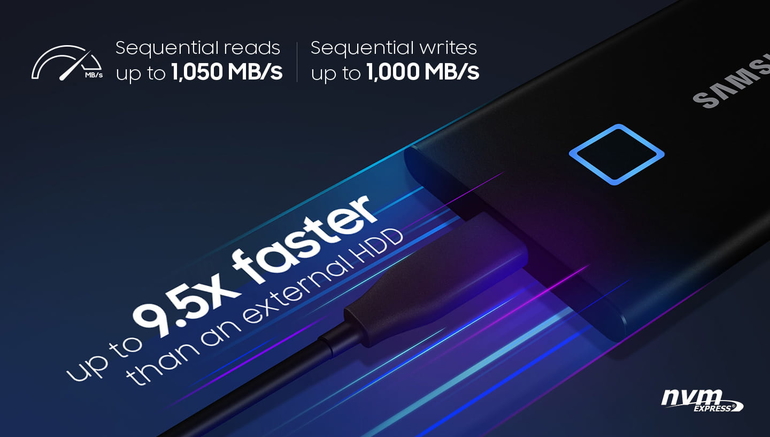 Sequential reads
up to 1,050 MB/s
Sequential writes
up to 1,000 MB/s
MB/s
up to 9.5x faster
than an external HDD
nvm
EXPRESS